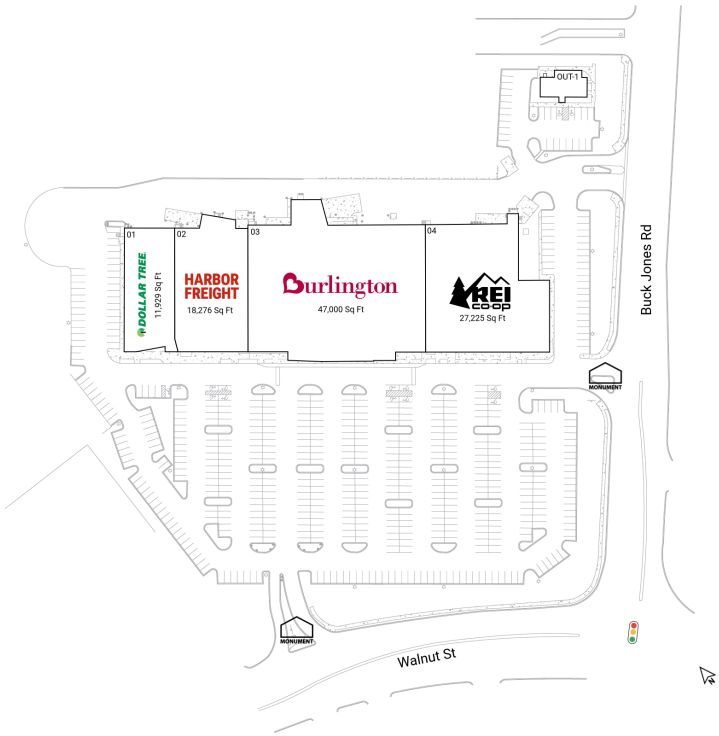 OUT-1
Buck Jones Rd
01
DOLLAR TREE
11,929 Sq Ft
02
HARBOR
FREIGHT
18,276 Sq Ft
03
Burlington
47,000 Sq Ft
04
REI
co-op
27,225 Sq Ft
MONUMENT
MONUMENT
Walnut St
N